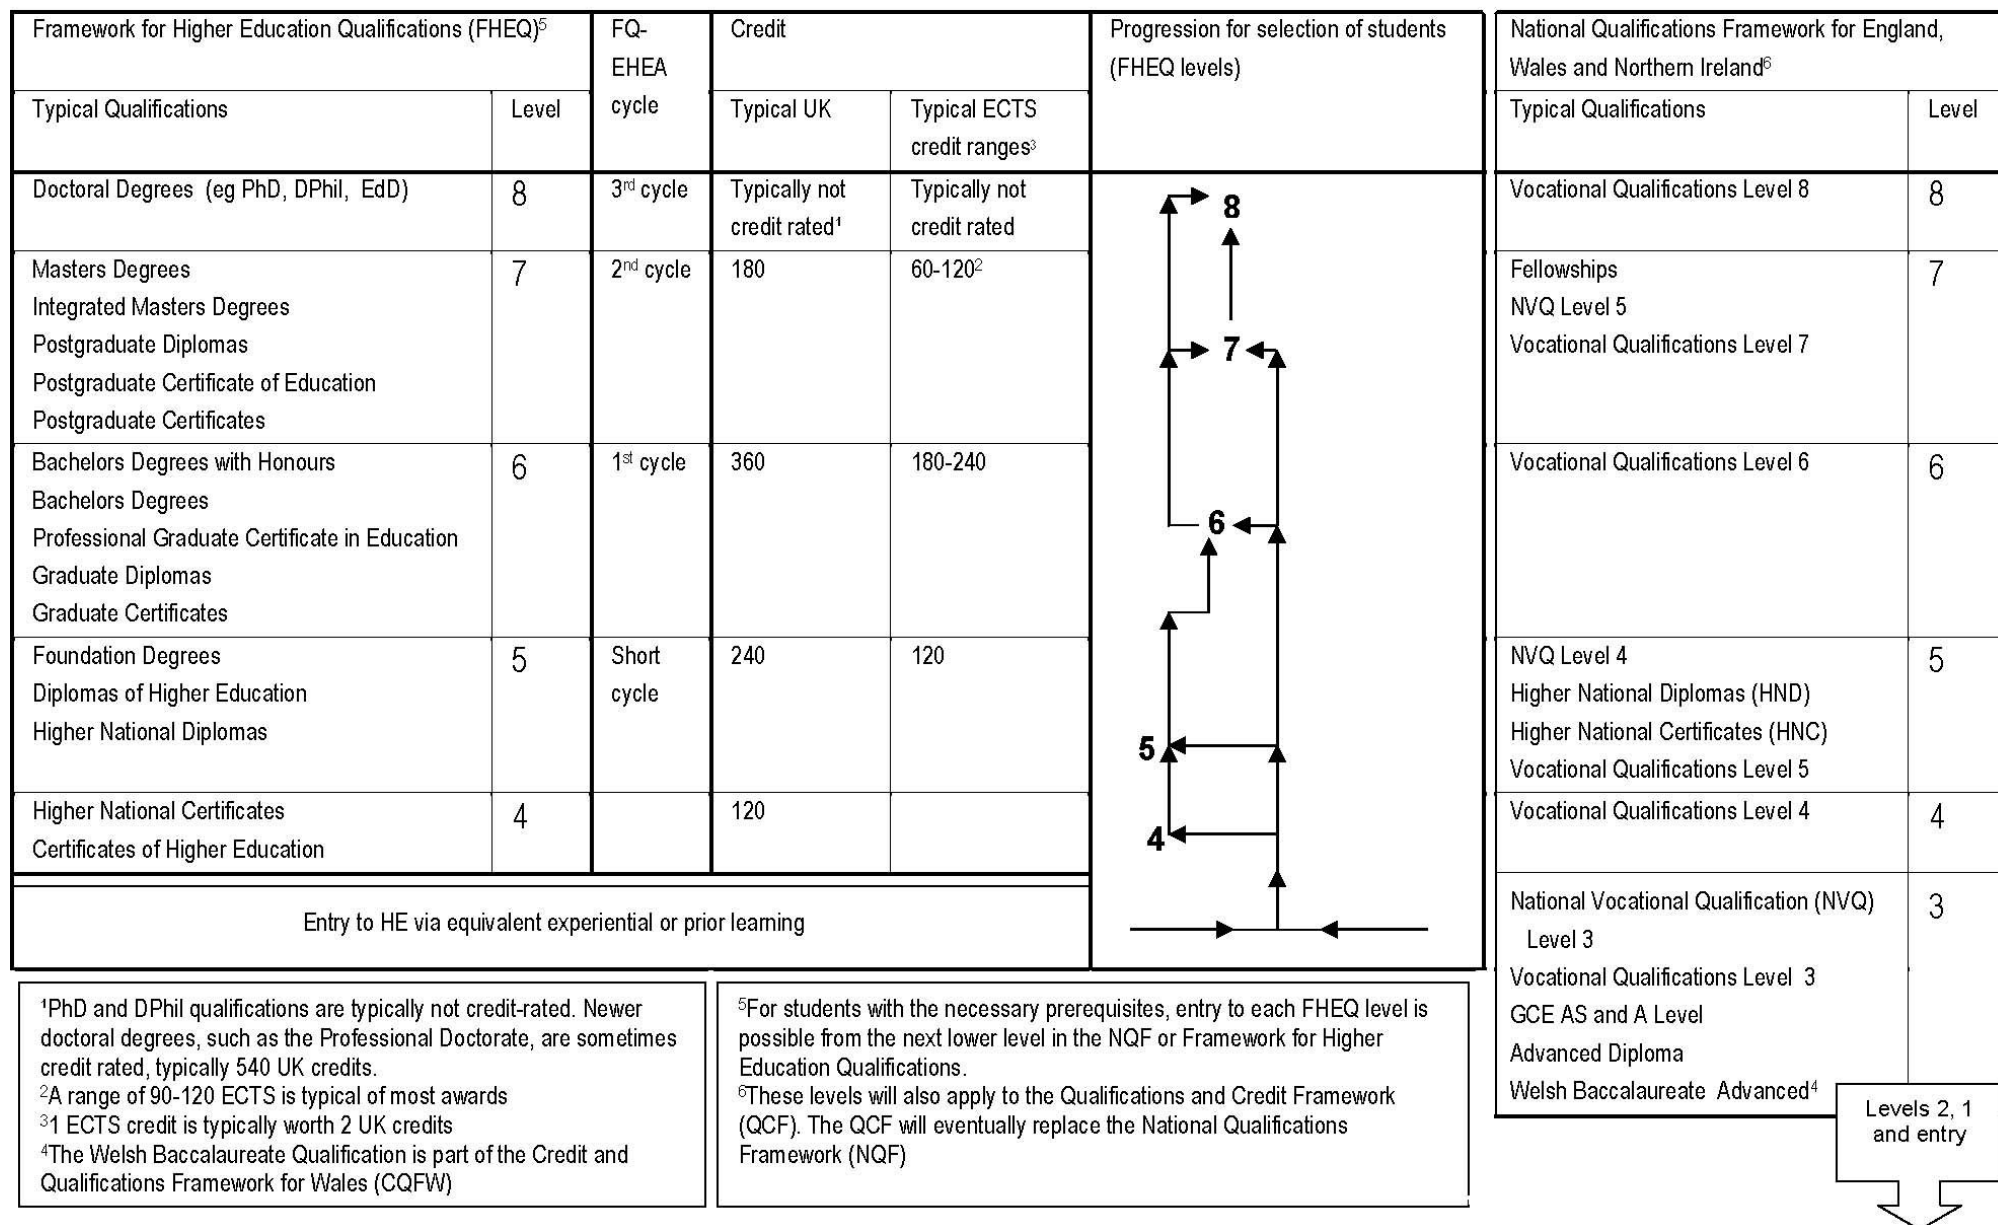 Framework for Higher Education Qualifications (FHEQ)⁵
FQ-
EHEA
cycle
Credit
Progression for selection of students
(FHEQ levels)
National Qualifications Framework for England,
Wales and Northern Ireland⁶
Typical Qualifications
Level
Typical UK
Typical ECTS
credit ranges³
Typical Qualifications
Level
Doctoral Degrees (eg PhD, DPhil, EdD)
8
3rd cycle
Typically not
credit rated¹
Typically not
credit rated
8
Vocational Qualifications Level 8
8
Masters Degrees
Integrated Masters Degrees
Postgraduate Diplomas
Postgraduate Certificate of Education
Postgraduate Certificates
7
2nd cycle
180
60-120²
7
Fellowships
NVQ Level 5
Vocational Qualifications Level 7
7
Bachelors Degrees with Honours
Bachelors Degrees
Professional Graduate Certificate in Education
Graduate Diplomas
Graduate Certificates
6
1st cycle
360
180-240
6
Vocational Qualifications Level 6
6
Foundation Degrees
Diplomas of Higher Education
Higher National Diplomas
5
Short
cycle
240
120
5
NVQ Level 4
Higher National Diplomas (HND)
Higher National Certificates (HNC)
Vocational Qualifications Level 5
5
Higher National Certificates
Certificates of Higher Education
4
120
4
Vocational Qualifications Level 4
4
Entry to HE via equivalent experiential or prior learning
National Vocational Qualification (NVQ)
Level 3
Vocational Qualifications Level 3
GCE AS and A Level
Advanced Diploma
Welsh Baccalaureate Advanced⁴
3
¹PhD and DPhil qualifications are typically not credit-rated. Newer
doctoral degrees, such as the Professional Doctorate, are sometimes
credit rated, typically 540 UK credits.
²A range of 90-120 ECTS is typical of most awards
³1 ECTS credit is typically worth 2 UK credits
⁴The Welsh Baccalaureate Qualification is part of the Credit and
Qualifications Framework for Wales (CQFW)
⁵For students with the necessary prerequisites, entry to each FHEQ level is
possible from the next lower level in the NQF or Framework for Higher
Education Qualifications.
⁶These levels will also apply to the Qualifications and Credit Framework
(QCF). The QCF will eventually replace the National Qualifications
Framework (NQF)
Levels 2, 1
and entry